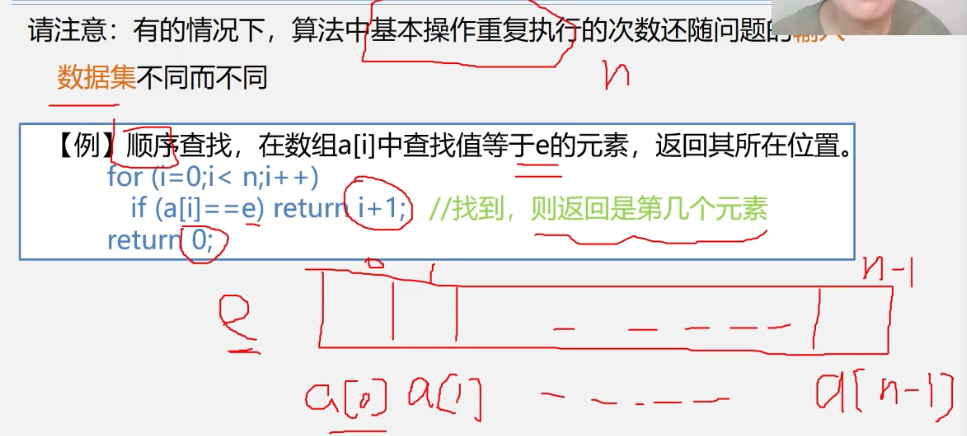 请注意：有的情况下，算法中基本操作重复执行的次数还随问题的输入
数据集不同而不同
n
【例】顺序查找，在数组a[i]中查找值等于e的元素，返回其所在位置。
for (i=0;i< n;i++)
if (a[i]==e) return i+1; //找到，则返回是第几个元素
return 0;
0 1 n-1
e
a[0] a[1] ---- a[n-1]